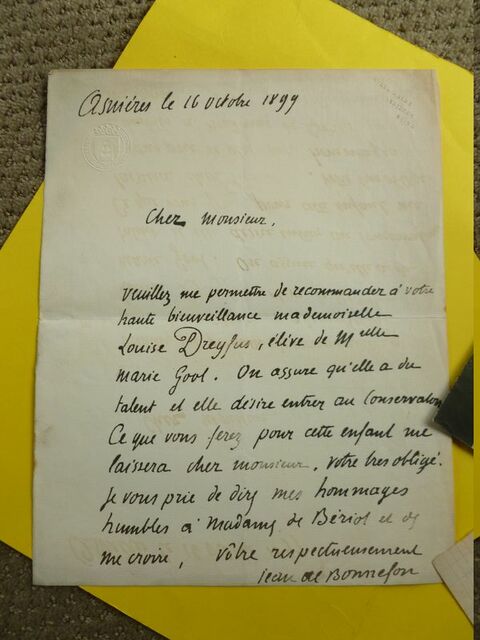 Asnières le 16 octobre 1899
Cher Monsieur,
veuillez me permettre de recommander à votre
haute bienveillance mademoiselle
Louise Dreyfus, élève de Melle
Marie Gool. On assure qu'elle a du
talent et elle désire entrer au Conservatoire
Ce que vous ferez pour cette enfant me
laissera cher monsieur, votre très obligé.
Je vous prie de dire mes hommages
humbles à Madame de Bériot et de
me croire, vôtre respectueusement
Jean de Bonnefon